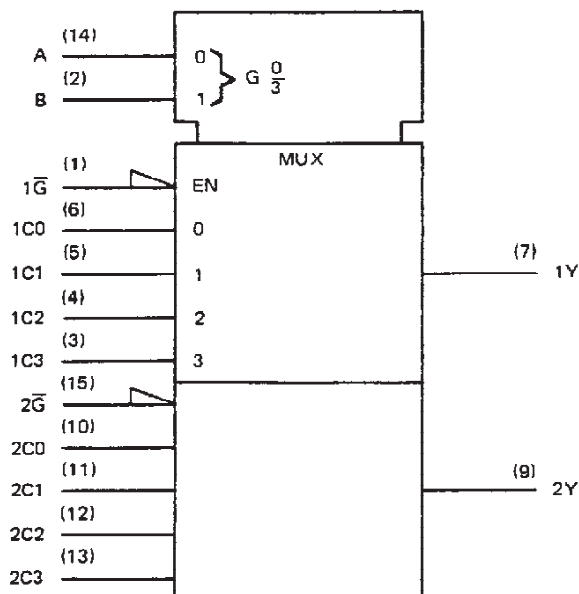 (14)
A 0
G 0/3
(2)
B 1
MUX
(1)
1G̅ EN
(6)
1C0 0
(5) (7)
1C1 1 1Y
(4)
1C2 2
(3)
1C3 3
(15)
2G̅
(10)
2C0
(11) (9)
2C1 2Y
(12)
2C2
(13)
2C3